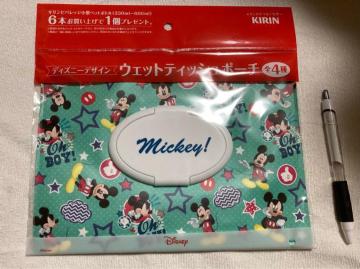 キリンビバレッジ小型ペットボトル(280ml〜600ml)
6本お買い上げで1個プレゼント。
KIRIN
ディズニーデザイン
ウェットティッシュポーチ
全4種
Oh BOY!
Mickey!
Oh BOY!
Disney